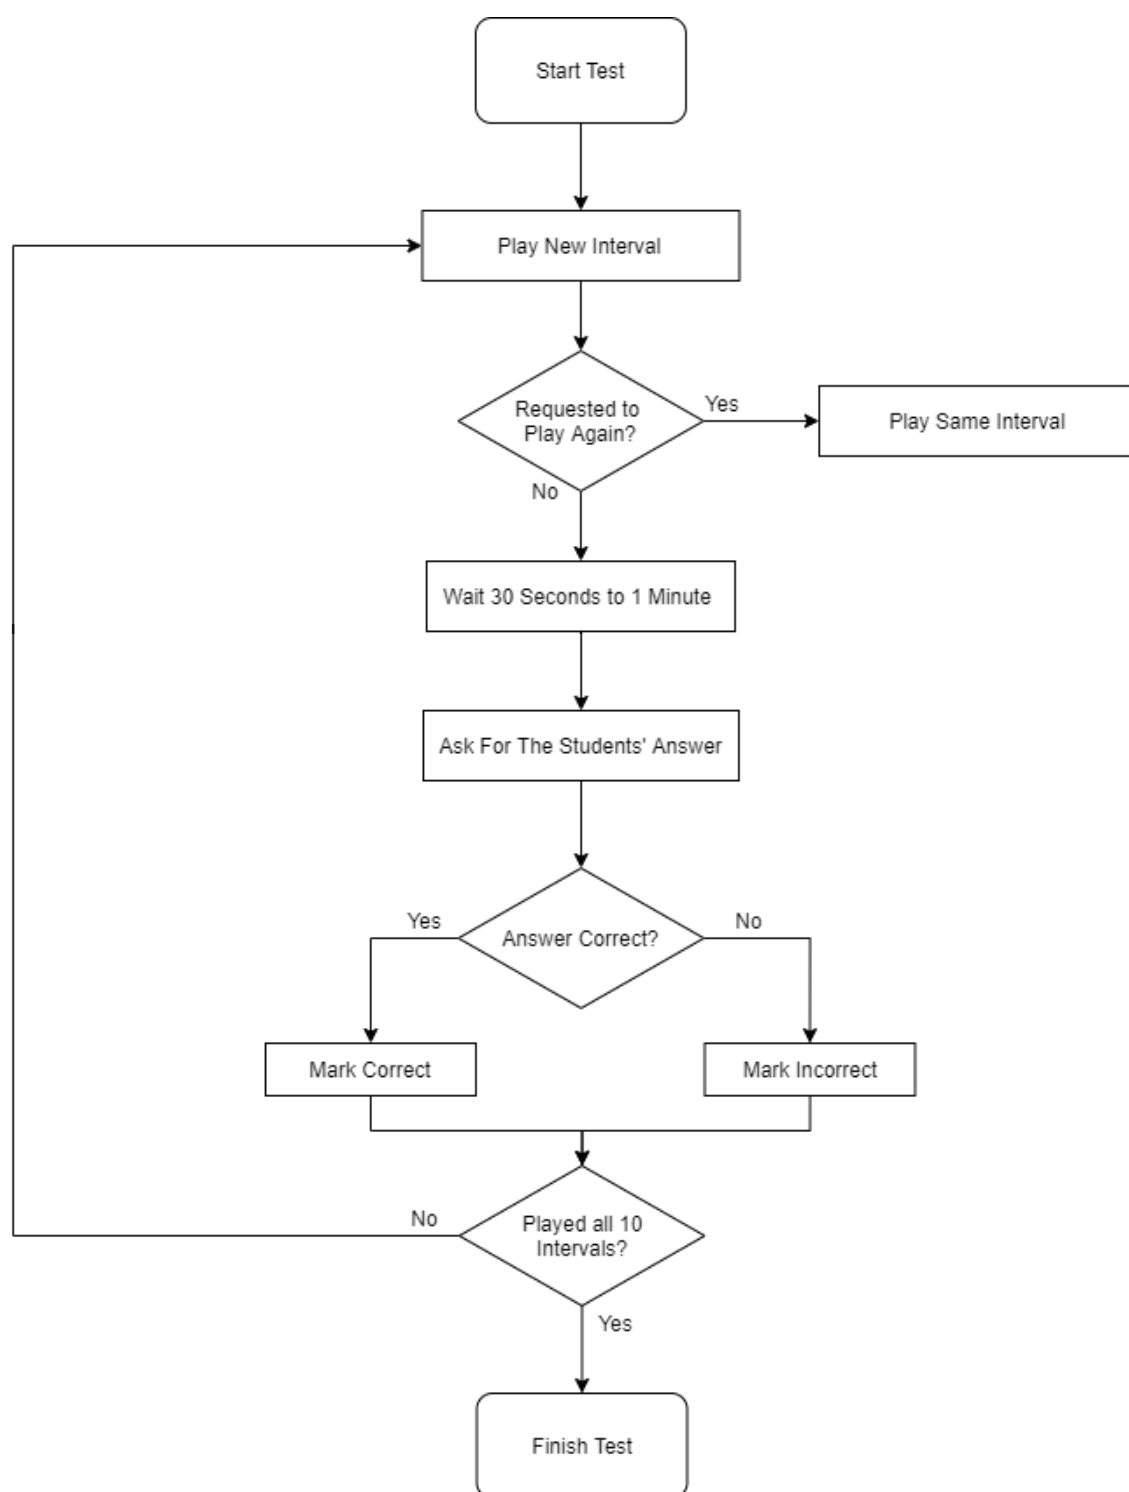 Start Test
Play New Interval
Requested to
Play Again?
Yes
Play Same Interval
No
Wait 30 Seconds to 1 Minute
Ask For The Students' Answer
Yes
Answer Correct?
No
Mark Correct
Mark Incorrect
No
Played all 10
Intervals?
Yes
Finish Test